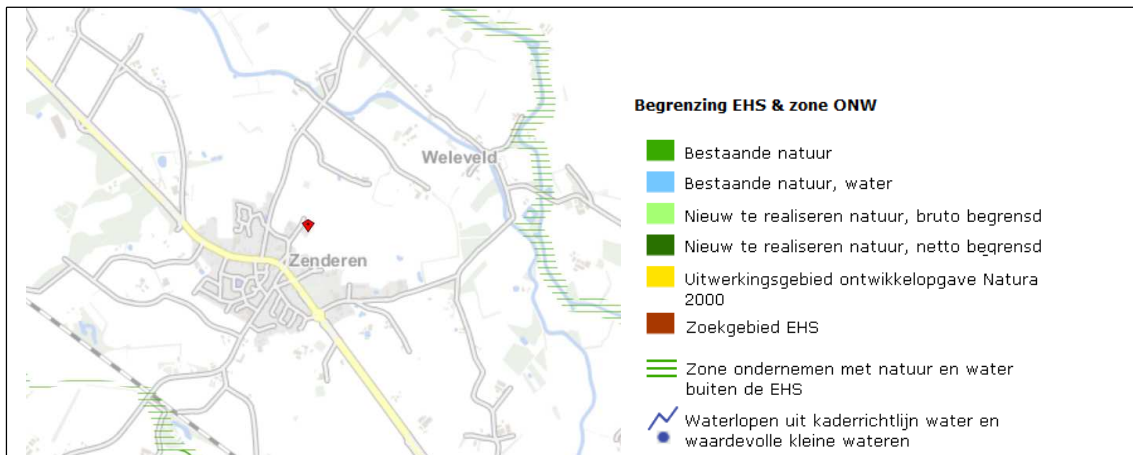 Weleveld
Zenderen
Begrenzing EHS & zone ONW
Bestaande natuur
Bestaande natuur, water
Nieuw te realiseren natuur, bruto begrensd
Nieuw te realiseren natuur, netto begrensd
Uitwerkingsgebied ontwikkelopgave Natura
2000
Zoekgebied EHS
Zone ondernemen met natuur en water
buiten de EHS
Waterlopen uit kaderrichtlijn water en
waardevolle kleine wateren